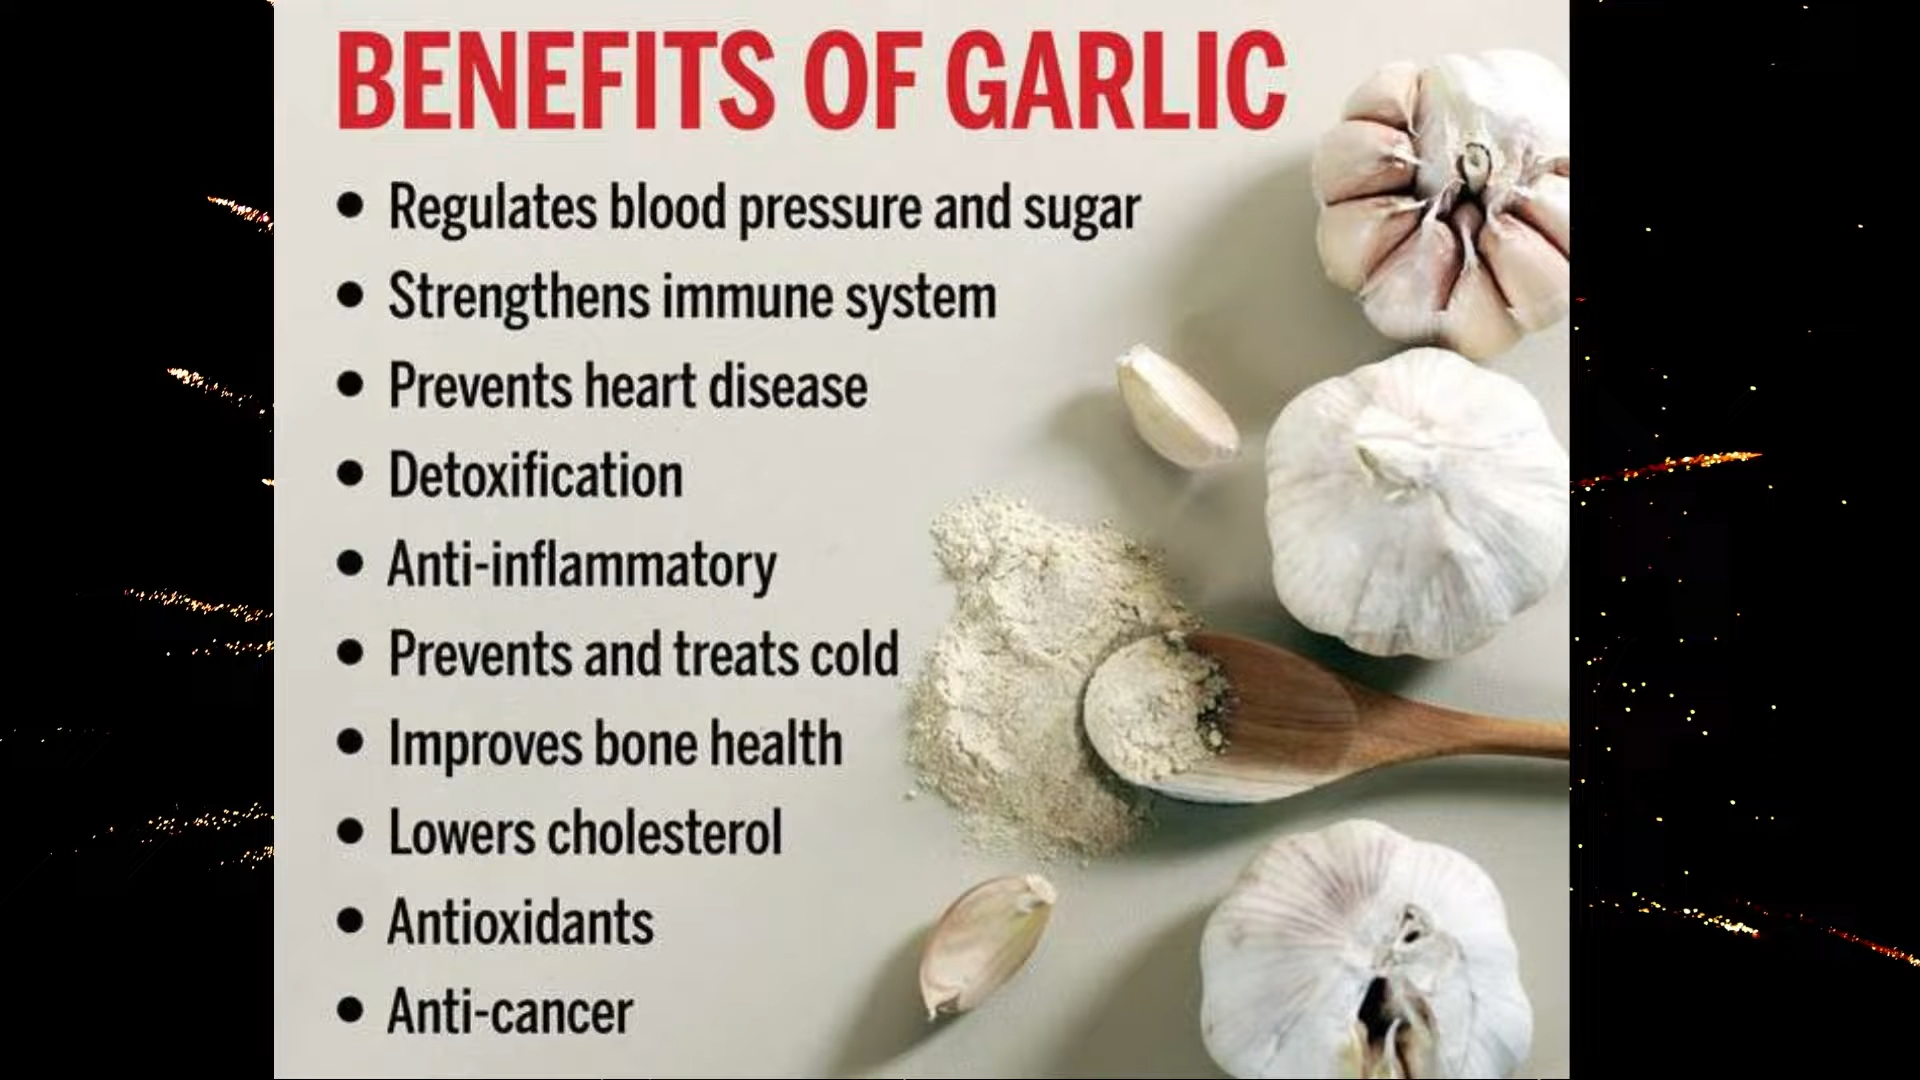 BENEFITS OF GARLIC
• Regulates blood pressure and sugar
• Strengthens immune system
• Prevents heart disease
• Detoxification
• Anti-inflammatory
• Prevents and treats cold
• Improves bone health
• Lowers cholesterol
• Antioxidants
• Anti-cancer